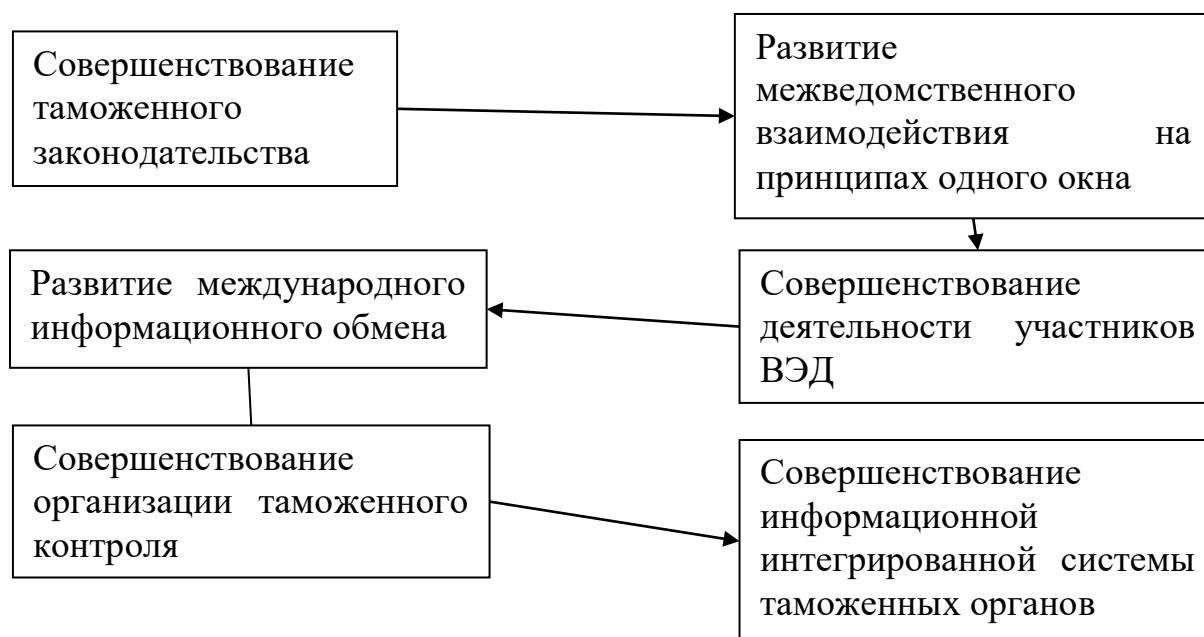 Совершенствование
таможенного
законодательства
Развитие
межведомственного
взаимодействия на
принципах одного окна
Совершенствование
деятельности участников
ВЭД
Развитие международного
информационного обмена
Совершенствование
организации таможенного
контроля
Совершенствование
информационной
интегрированной системы
таможенных органов